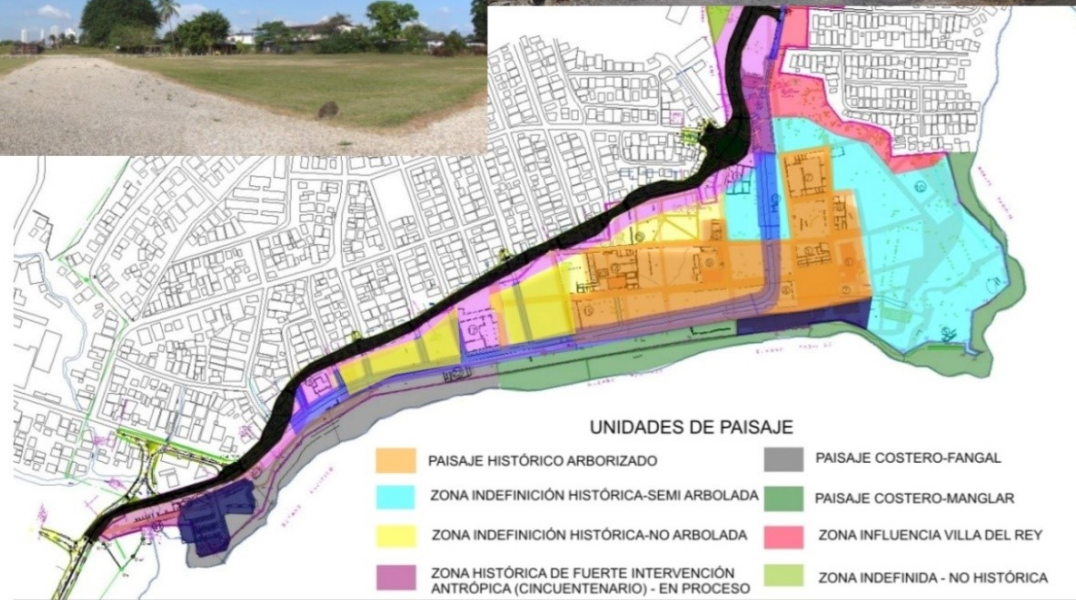 UNIDADES DE PAISAJE
PAISAJE HISTÓRICO ARBORIZADO
ZONA INDEFINICIÓN HISTÓRICA-SEMI ARBOLADA
ZONA INDEFINICIÓN HISTÓRICA-NO ARBOLADA
ZONA HISTÓRICA DE FUERTE INTERVENCIÓN
ANTRÓPICA (CINCUENTENARIO) - EN PROCESO
PAISAJE COSTERO-FANGAL
PAISAJE COSTERO-MANGLAR
ZONA INFLUENCIA VILLA DEL REY
ZONA INDEFINIDA - NO HISTÓRICA